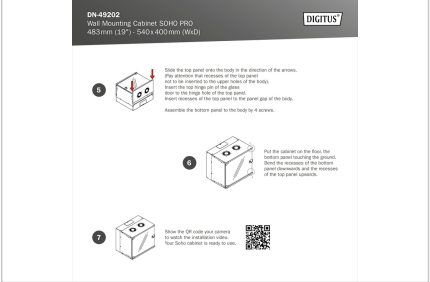 DN-49202
Wall Mounting Cabinet SOHO PRO
483 mm (19") - 540 x 400 mm (WxD)
DIGITUS®
5
Slide the top panel onto the body in the direction of the arrows.
(Pay attention that recesses of the top panel
not to be inserted to the upper holes of the body).
Insert the top hinge pin of the glass
door to the hinge hole of the top panel.
Insert recesses of the top panel to the panel gap of the body.
Assemble the bottom panel to the body by 4 screws.
6
Put the cabinet on the floor, the
bottom panel touching the ground.
Bend the recesses of the bottom
panel downwards and the recesses
of the top panel upwards.
7
Show the QR code your camera
to watch the installation video.
Your Soho cabinet is ready to use.